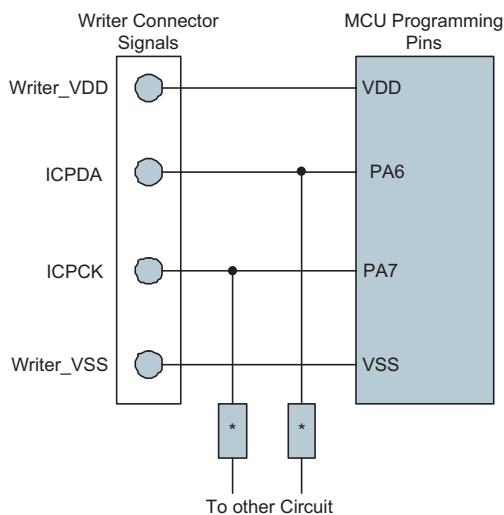 Writer Connector
Signals
MCU Programming
Pins
Writer_VDD
VDD
ICPDA
PA6
ICPCK
PA7
Writer_VSS
VSS
*
*
To other Circuit